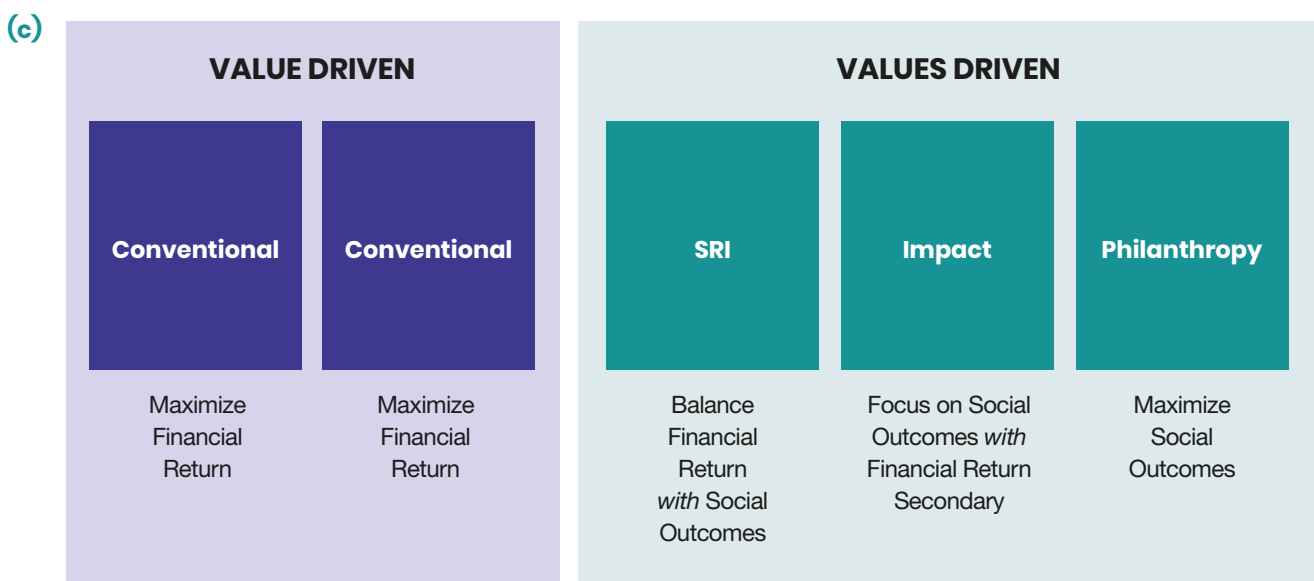 (c)
VALUE DRIVEN
Conventional
Maximize
Financial
Return
Conventional
Maximize
Financial
Return
VALUES DRIVEN
SRI
Balance
Financial
Return
with Social
Outcomes
Impact
Focus on Social
Outcomes with
Financial Return
Secondary
Philanthropy
Maximize
Social
Outcomes